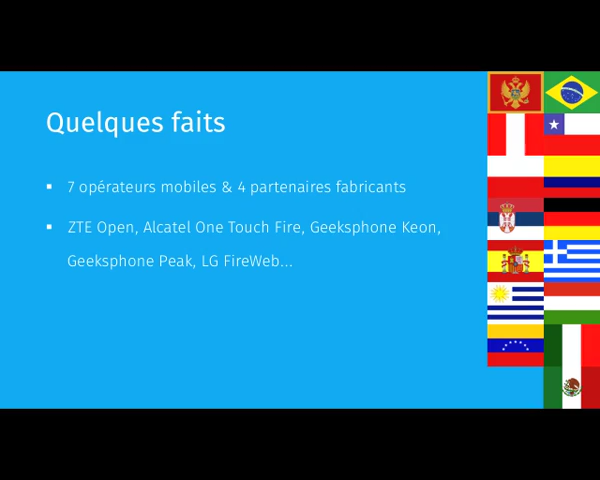 Quelques faits
▪ 7 opérateurs mobiles & 4 partenaires fabricants
▪ ZTE Open, Alcatel One Touch Fire, Geeksphone Keon,
Geeksphone Peak, LG FireWeb...